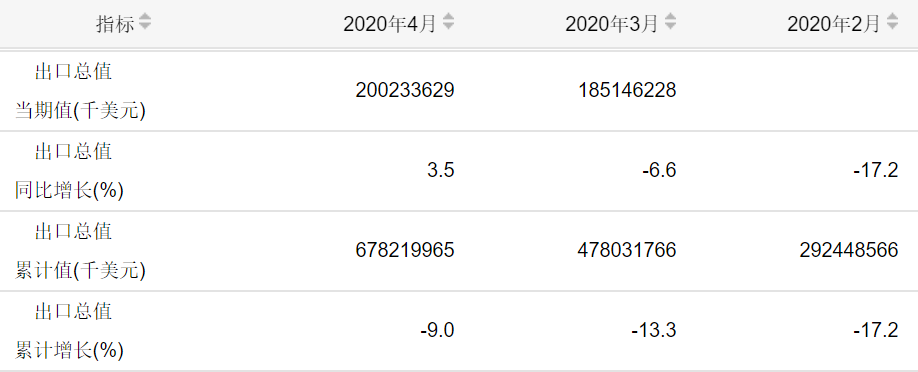 指标 2020年4月 2020年3月 2020年2月
出口总值
当期值(千美元) 200233629 185146228
出口总值
同比增长(%) 3.5 -6.6 -17.2
出口总值
累计值(千美元) 678219965 478031766 292448566
出口总值
累计增长(%) -9.0 -13.3 -17.2